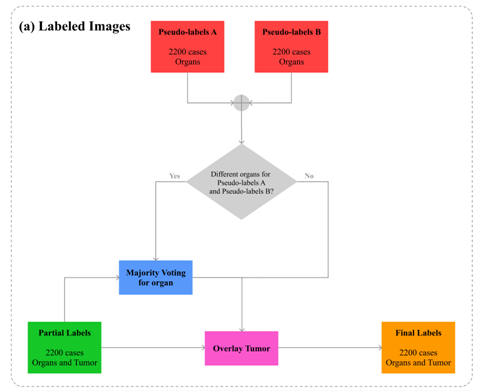 (a) Labeled Images
Pseudo-labels A
2200 cases
Organs
Pseudo-labels B
2200 cases
Organs
Different organs for
Pseudo-labels A
and Pseudo-labels B?
Yes
No
Majority Voting
for organ
Partial Labels
2200 cases
Organs and Tumor
Overlay Tumor
Final Labels
2200 cases
Organs and Tumor